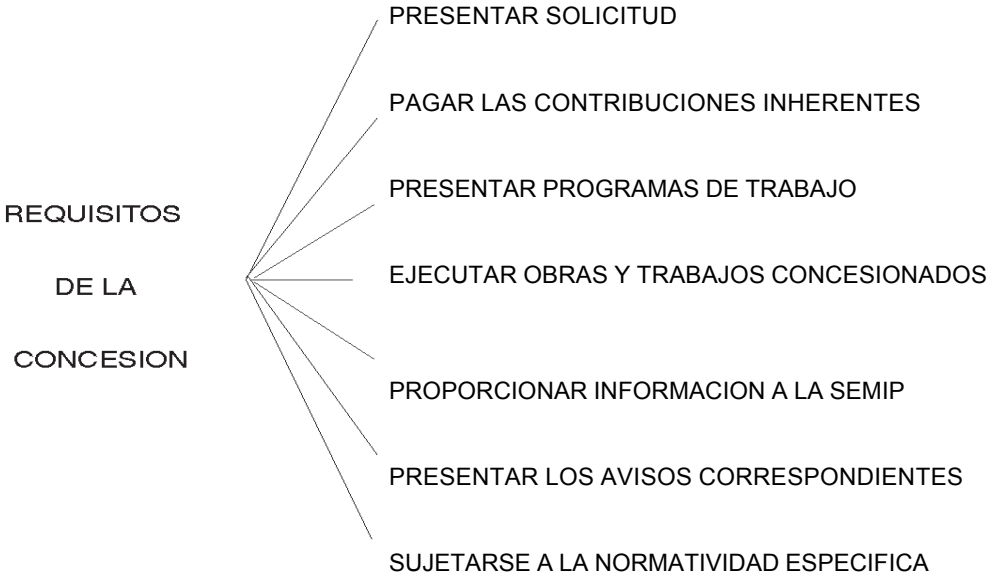 REQUISITOS
DE LA
CONCESION
PRESENTAR SOLICITUD
PAGAR LAS CONTRIBUCIONES INHERENTES
PRESENTAR PROGRAMAS DE TRABAJO
EJECUTAR OBRAS Y TRABAJOS CONCESIONADOS
PROPORCIONAR INFORMACION A LA SEMIP
PRESENTAR LOS AVISOS CORRESPONDIENTES
SUJETARSE A LA NORMATIVIDAD ESPECIFICA